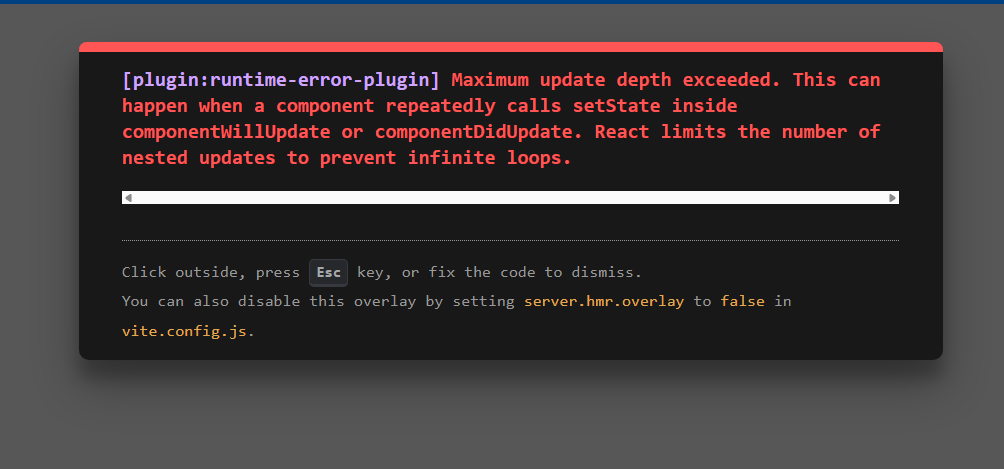 [plugin:runtime-error-plugin] Maximum update depth exceeded. This can
happen when a component repeatedly calls setState inside
componentWillUpdate or componentDidUpdate. React limits the number of
nested updates to prevent infinite loops.
Click outside, press Esc key, or fix the code to dismiss.
You can also disable this overlay by setting server.hmr.overlay to false in
vite.config.js.